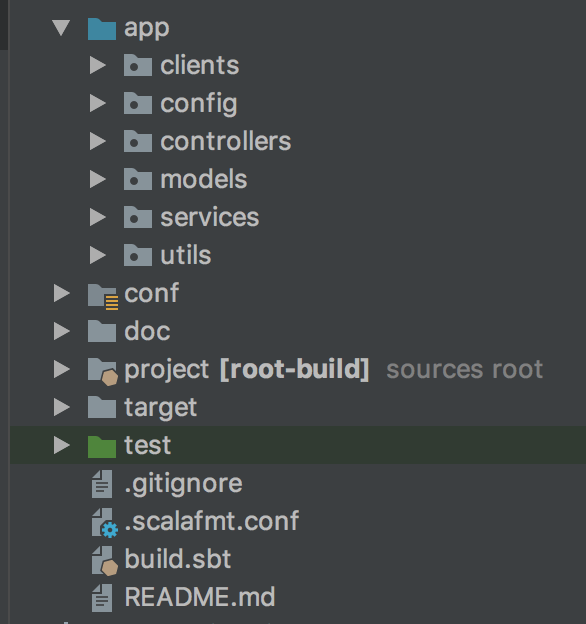 app
clients
config
controllers
models
services
utils
conf
doc
project [root-build] sources root
target
test
.gitignore
.scalafmt.conf
build.sbt
README.md